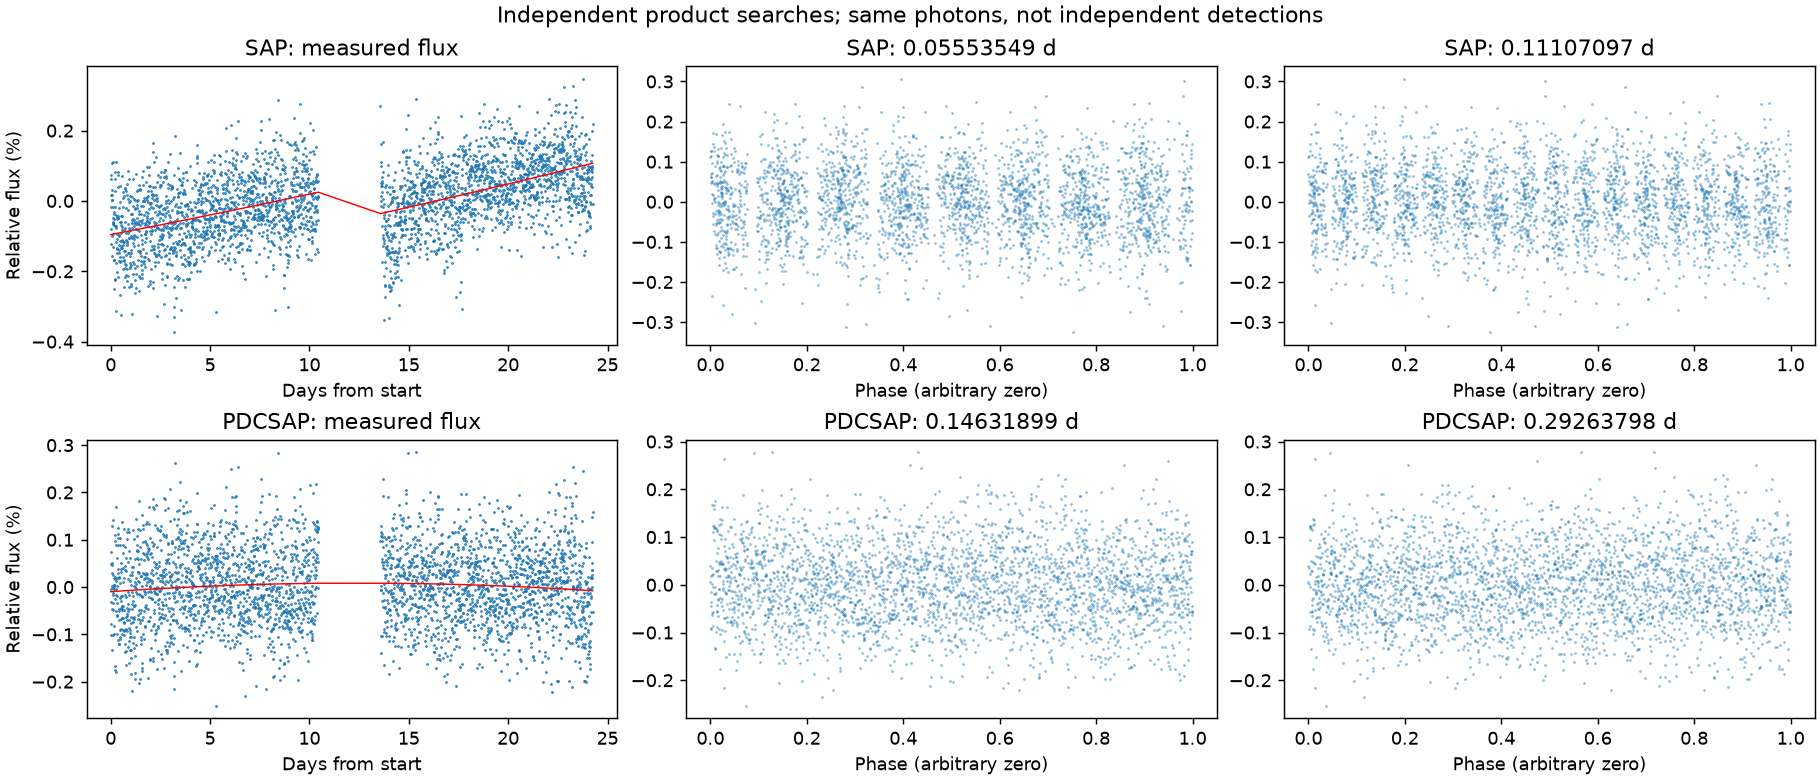 Independent product searches; same photons, not independent detections
SAP: measured flux
SAP: 0.05553549 d
SAP: 0.11107097 d
Relative flux (%)
0.2
0.0
−0.2
−0.4
0 5 10 15 20 25
Days from start
0.3
0.2
0.1
0.0
−0.1
−0.2
−0.3
0.0 0.2 0.4 0.6 0.8 1.0
Phase (arbitrary zero)
0.3
0.2
0.1
0.0
−0.1
−0.2
−0.3
0.0 0.2 0.4 0.6 0.8 1.0
Phase (arbitrary zero)
PDCSAP: measured flux
PDCSAP: 0.14631899 d
PDCSAP: 0.29263798 d
Relative flux (%)
0.3
0.2
0.1
0.0
−0.1
−0.2
0 5 10 15 20 25
Days from start
0.3
0.2
0.1
0.0
−0.1
−0.2
0.0 0.2 0.4 0.6 0.8 1.0
Phase (arbitrary zero)
0.3
0.2
0.1
0.0
−0.1
−0.2
0.0 0.2 0.4 0.6 0.8 1.0
Phase (arbitrary zero)